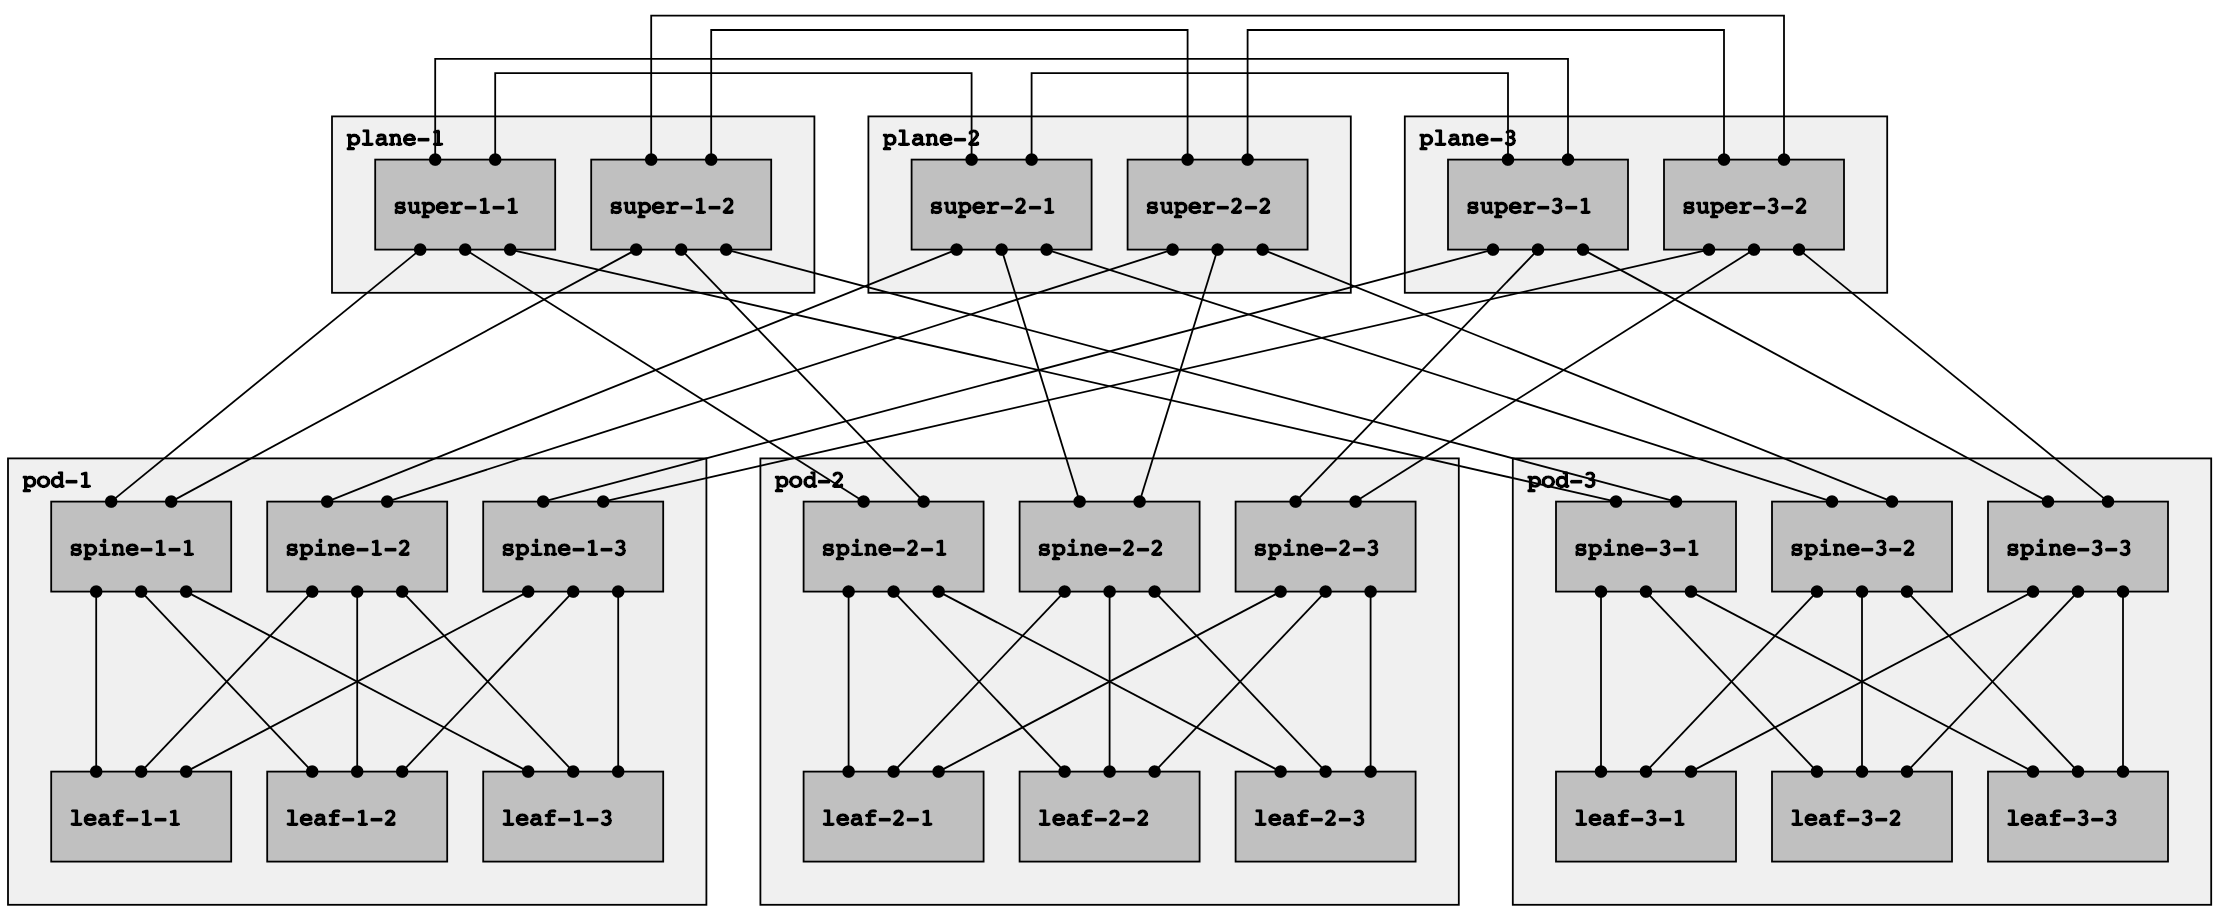 plane-1
plane-2
plane-3
super-1-1
super-1-2
super-2-1
super-2-2
super-3-1
super-3-2
pod-1
pod-2
pod-3
spine-1-1
spine-1-2
spine-1-3
spine-2-1
spine-2-2
spine-2-3
spine-3-1
spine-3-2
spine-3-3
leaf-1-1
leaf-1-2
leaf-1-3
leaf-2-1
leaf-2-2
leaf-2-3
leaf-3-1
leaf-3-2
leaf-3-3